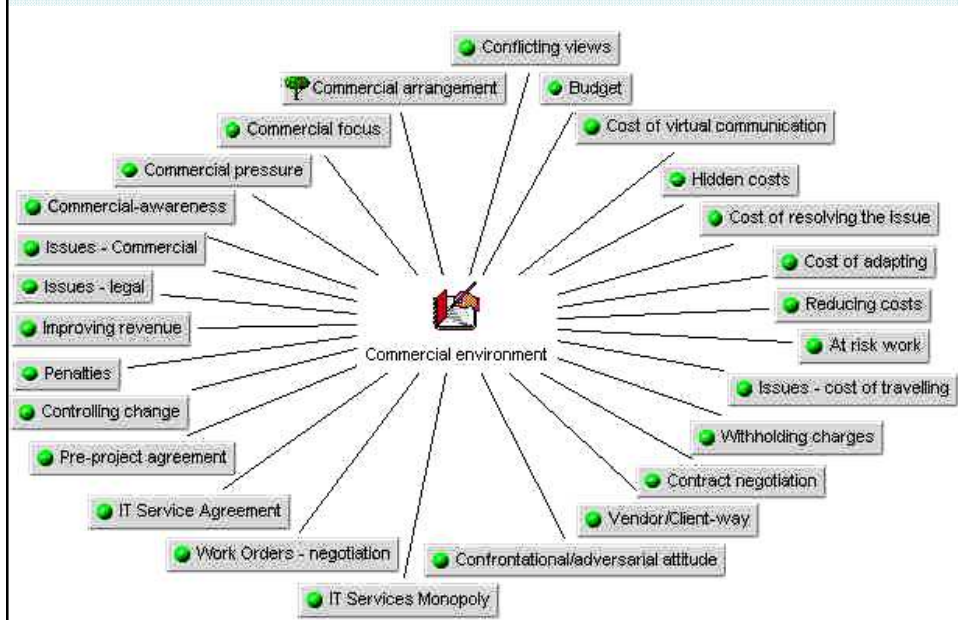 Conflicting views
Commercial arrangement
Budget
Commercial focus
Cost of virtual communication
Commercial pressure
Hidden costs
Commercial-awareness
Cost of resolving the issue
Issues - Commercial
Cost of adapting
Issues - legal
Reducing costs
Improving revenue
At risk work
Commercial environment
Penalties
Issues - cost of travelling
Controlling change
Withholding charges
Pre-project agreement
Contract negotiation
IT Service Agreement
Vendor/Client-way
Work Orders - negotiation
Confrontational/adversarial attitude
IT Services Monopoly